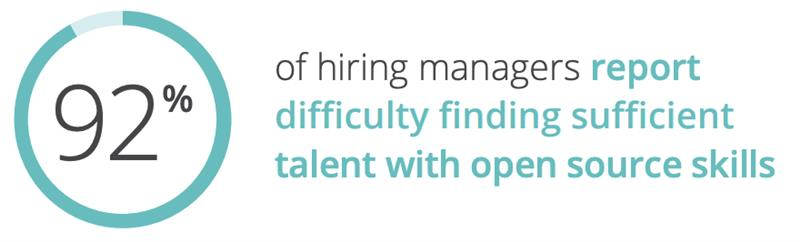 92%
of hiring managers report
difficulty finding sufficient
talent with open source skills